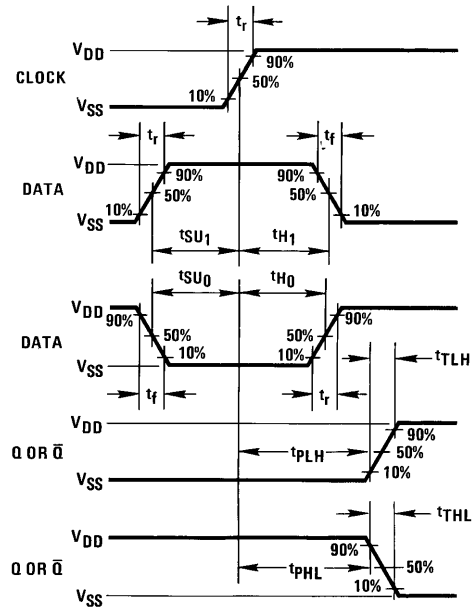 tr
VDD
90%
CLOCK
50%
10%
VSS
tr
tf
VDD
90%
90%
DATA
50%
50%
10%
10%
VSS
tSU1
tH1
tSU0
tH0
VDD
90%
90%
DATA
50%
50%
10%
10%
VSS
tTLH
tf
tr
VDD
90%
Q OR Q̅
tPLH
50%
10%
VSS
tTHL
VDD
90%
Q OR Q̅
tPHL
50%
10%
VSS